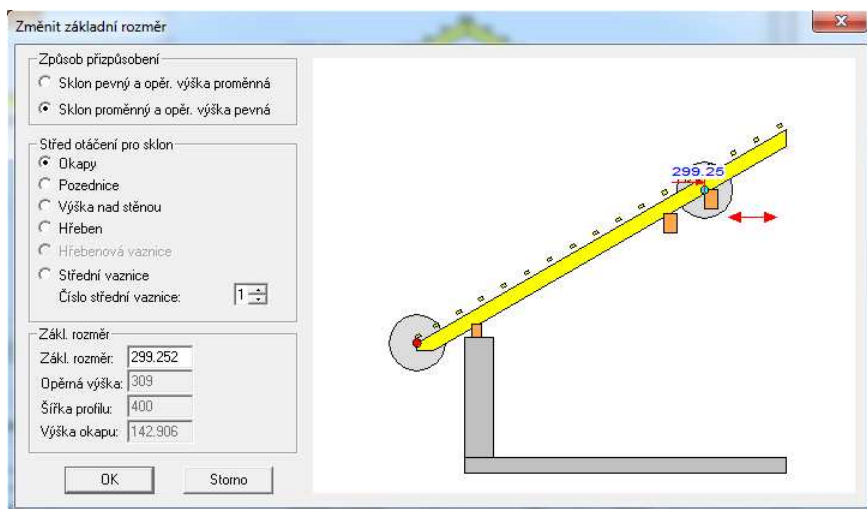 Změnit základní rozměr
x
Způsob přizpůsobení
Sklon pevný a opěr. výška proměnná
Sklon proměnný a opěr. výška pevná
Střed otáčení pro sklon
Okapy
Pozednice
Výška nad stěnou
Hřeben
Hřebenová vaznice
Střední vaznice
Číslo střední vaznice: 1
Zákl. rozměr
Zákl. rozměr: 299.252
Opěrná výška: 309
Šířka profilu: 400
Výška okapu: 142.906
OK Storno
299.25